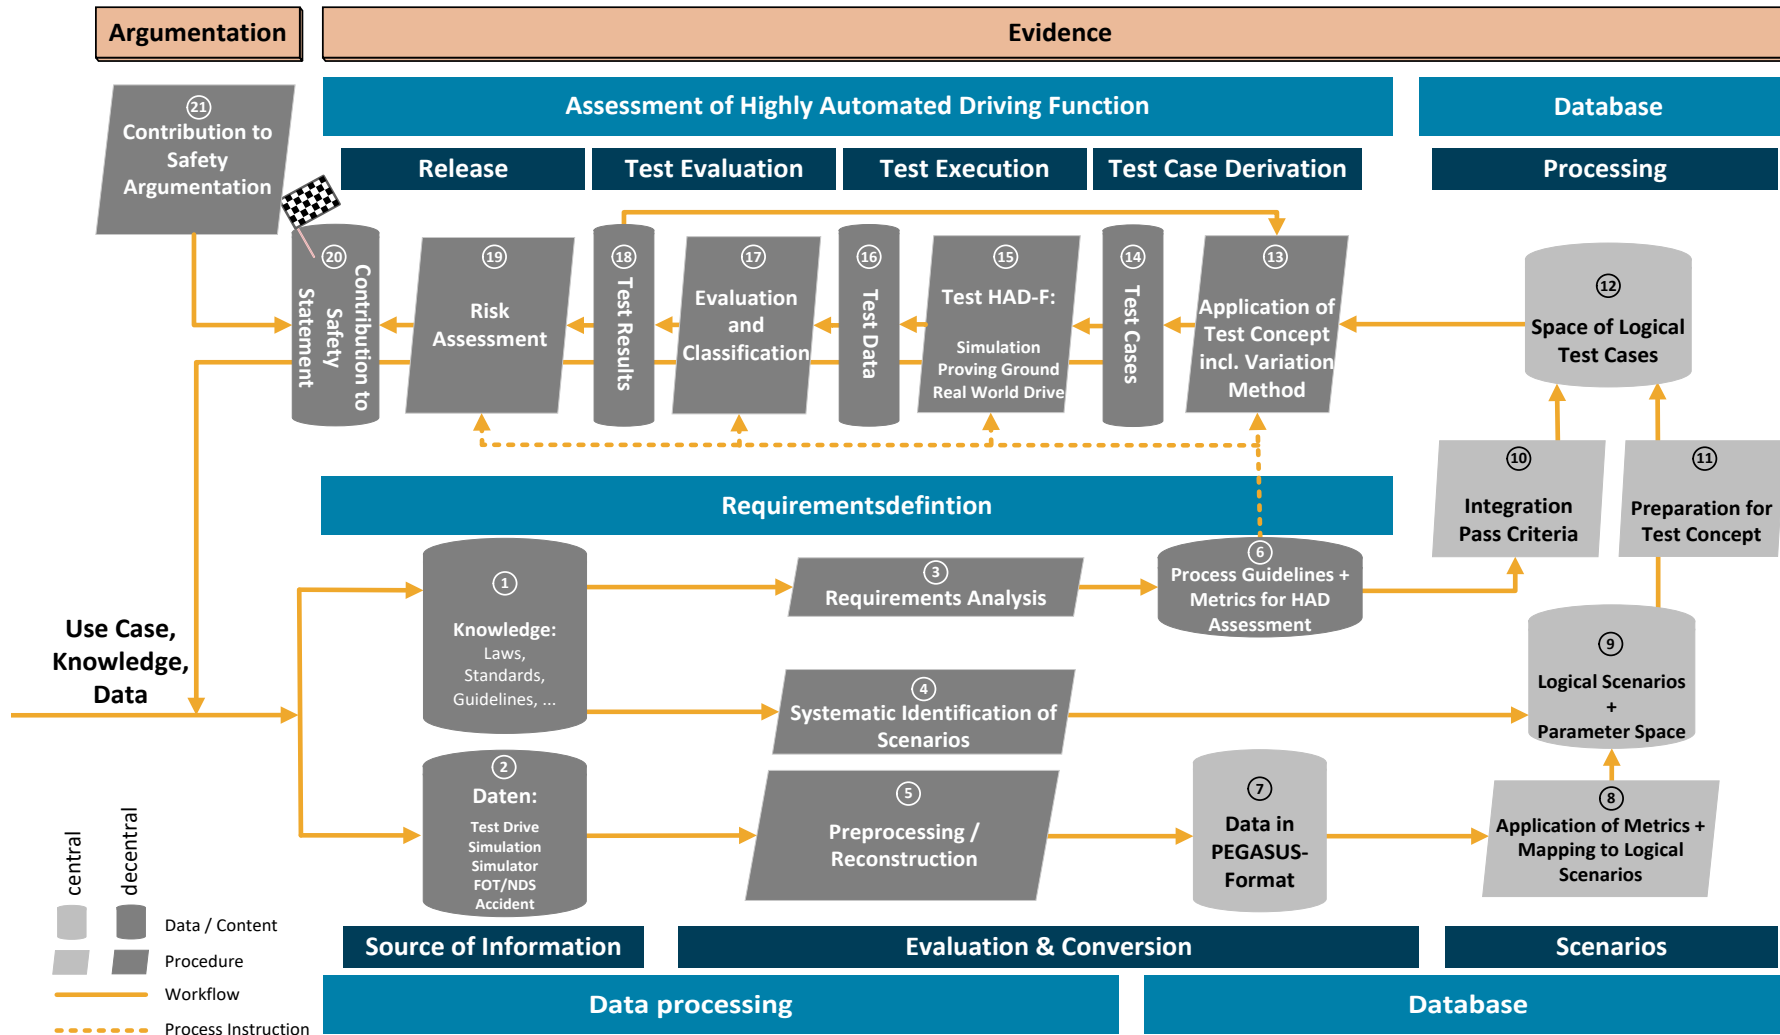 Argumentation
Evidence
Assessment of Highly Automated Driving Function
Database
Release
Test Evaluation
Test Execution
Test Case Derivation
Processing
21
Contribution to
Safety
Argumentation
20
Contribution to
Safety
Statement
19
Risk
Assessment
18
Test Results
17
Evaluation
and
Classification
16
Test Data
15
Test HAD-F:
Simulation
Proving Ground
Real World Drive
14
Test Cases
13
Application of
Test Concept
incl. Variation
Method
12
Space of Logical
Test Cases
10
Integration
Pass Criteria
11
Preparation for
Test Concept
Requirementsdefintion
1
Knowledge:
Laws,
Standards,
Guidelines, ...
3
Requirements Analysis
6
Process Guidelines +
Metrics for HAD
Assessment
Use Case,
Knowledge,
Data
4
Systematic Identification of
Scenarios
9
Logical Scenarios
+
Parameter Space
2
Daten:
Test Drive
Simulation
Simulator
FOT/NDS
Accident
5
Preprocessing /
Reconstruction
7
Data in
PEGASUS-
Format
8
Application of Metrics +
Mapping to Logical
Scenarios
central
decentral
Data / Content
Procedure
Workflow
Process Instruction
Source of Information
Evaluation & Conversion
Scenarios
Data processing
Database